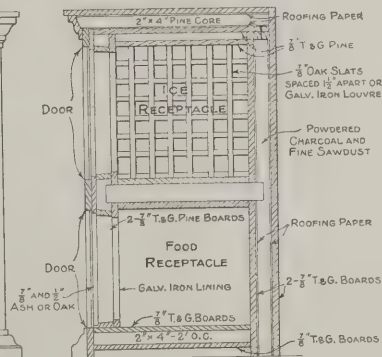 2"×4" PINE CORE
ROOFING PAPER
7/8" T & G PINE
7/8" OAK SLATS
SPACED 1 1/2" APART OR
GALV. IRON LOUVRE
ICE
RECEPTACLE
DOOR
POWDERED
CHARCOAL AND
FINE SAWDUST
2-7/8" T.&G. PINE BOARDS
ROOFING PAPER
FOOD
RECEPTACLE
DOOR
GALV. IRON LINING
2-7/8" T.&G. BOARDS
7/8" AND 1/2"
ASH OR OAK
7/8" T.& G. BOARDS
2"×4"-2' O.C.
7/8" T.&G. BOARDS